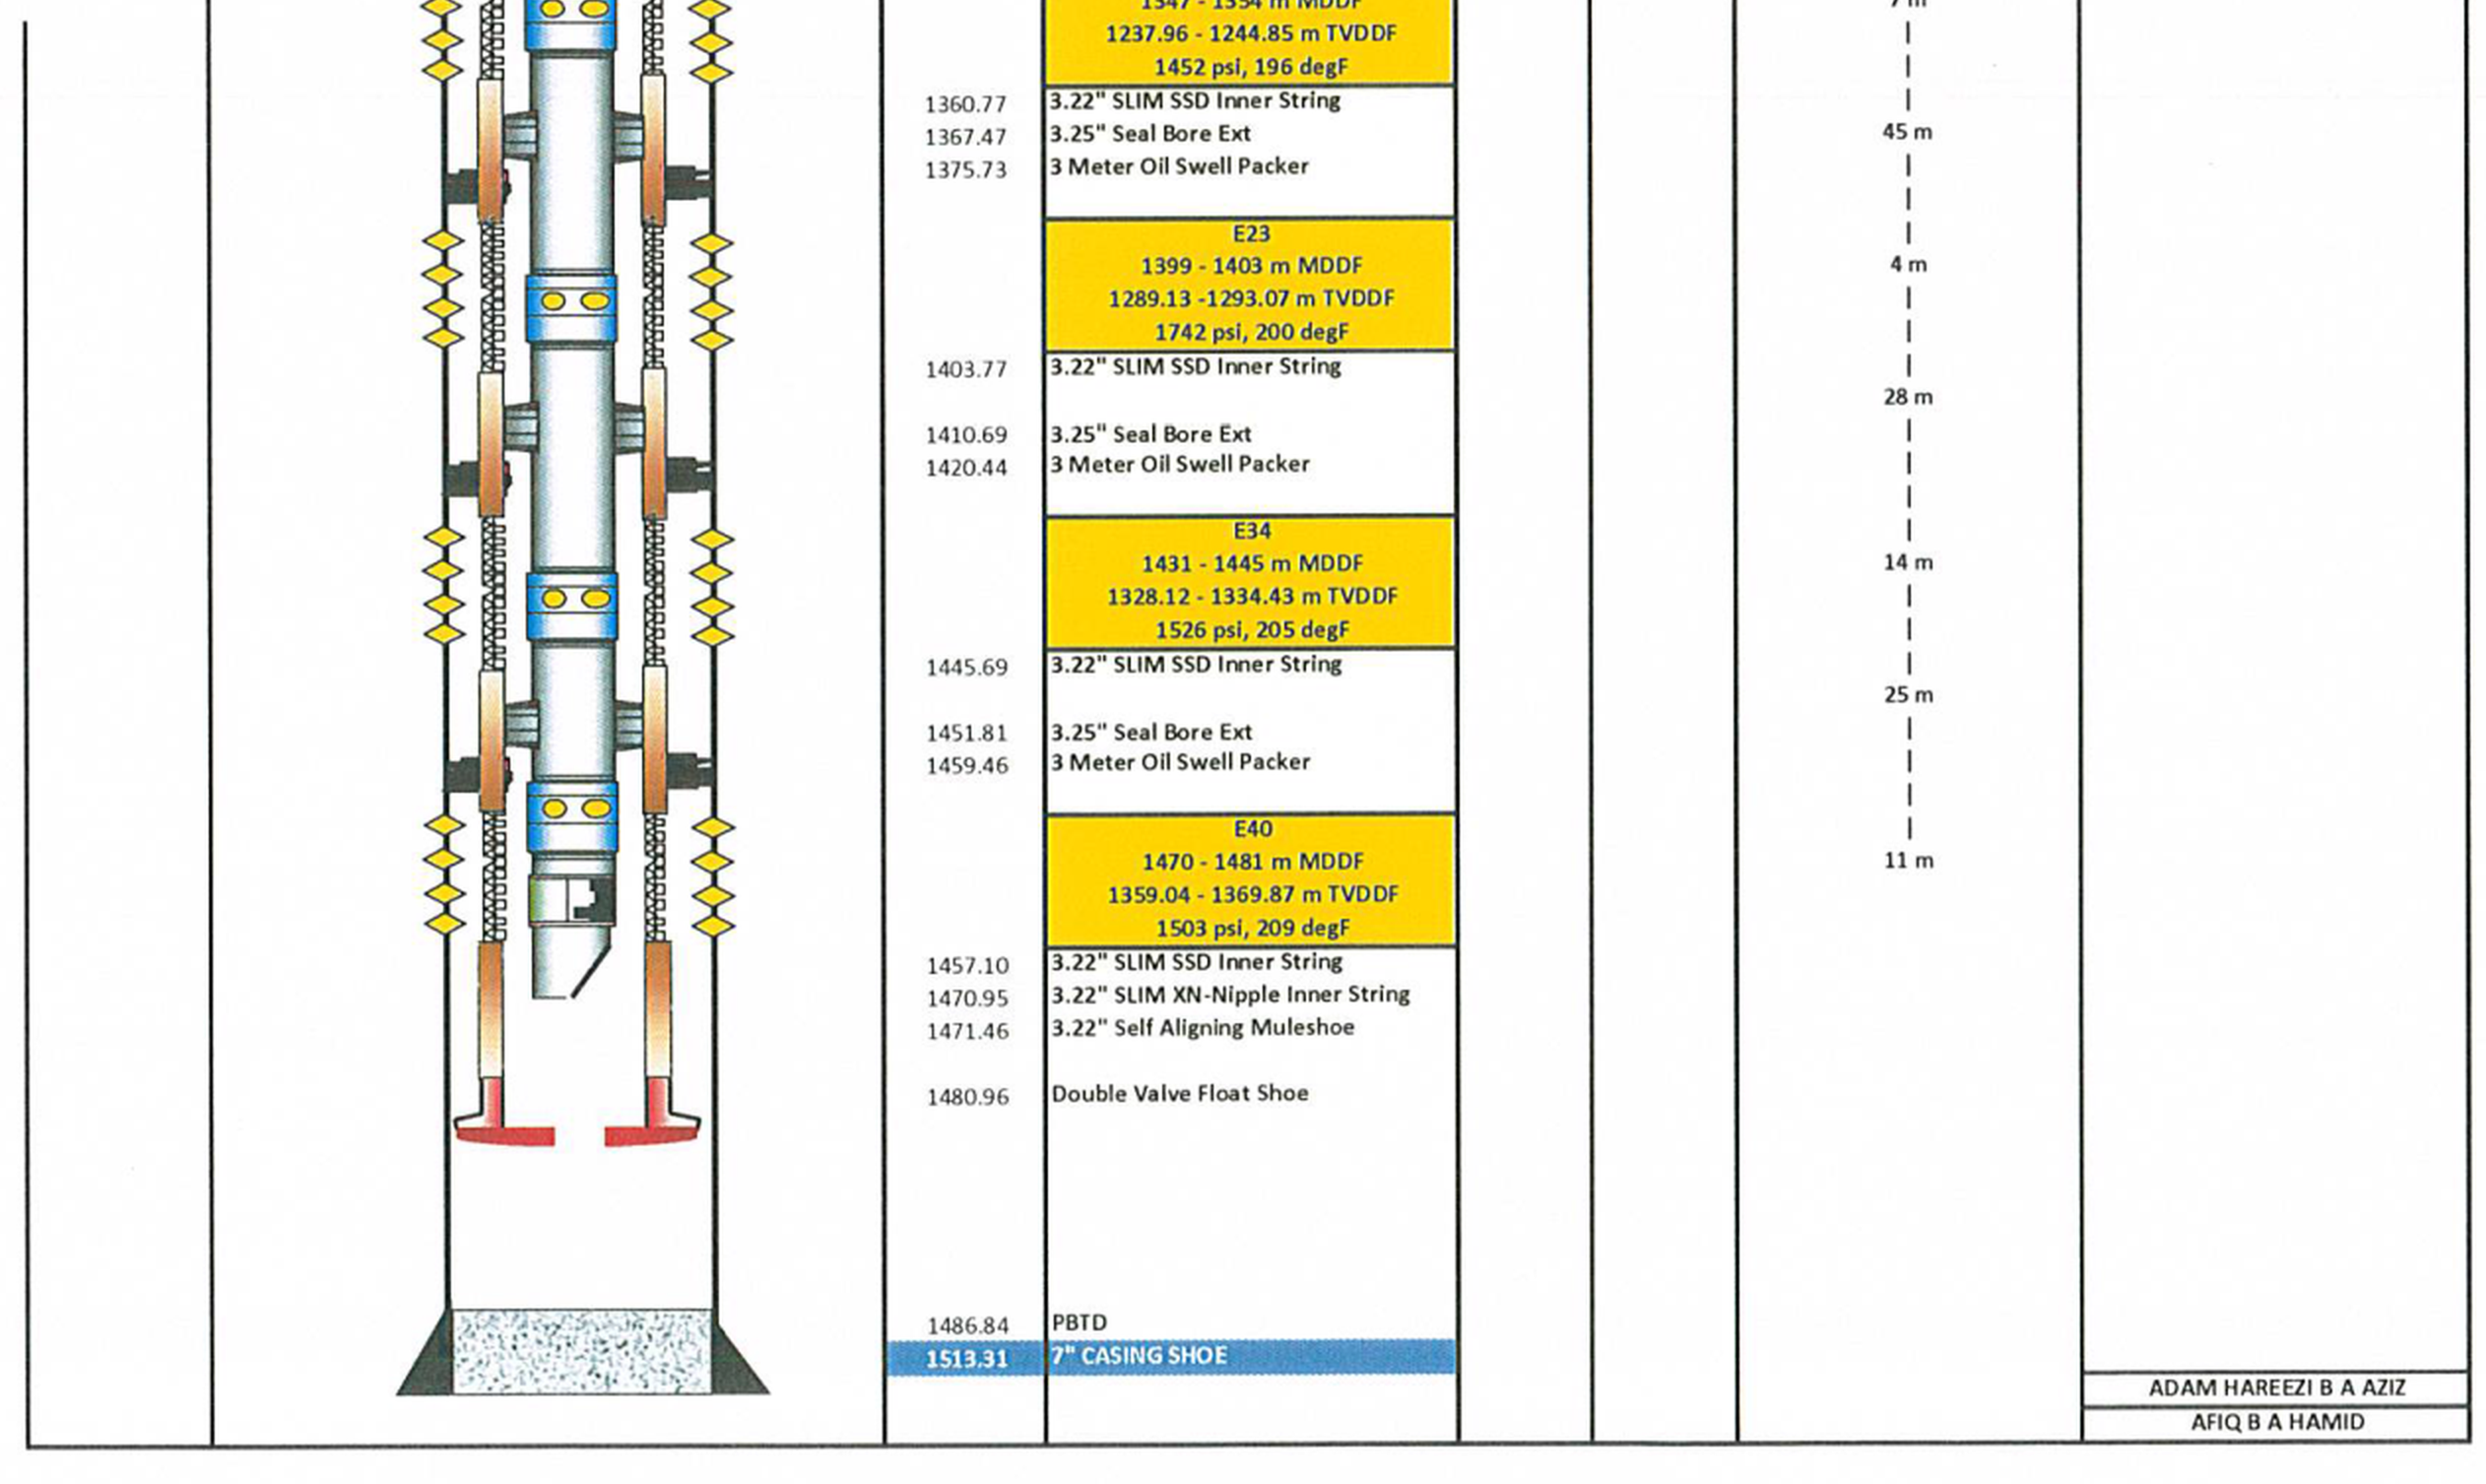 1347 - 1354 m MDDF
7 m
1237.96 - 1244.85 m TVDDF
1452 psi, 196 degF
1360.77 3.22" SLIM SSD Inner String
1367.47 3.25" Seal Bore Ext
45 m
1375.73 3 Meter Oil Swell Packer
E23
1399 - 1403 m MDDF
4 m
1289.13 -1293.07 m TVDDF
1742 psi, 200 degF
1403.77 3.22" SLIM SSD Inner String
28 m
1410.69 3.25" Seal Bore Ext
1420.44 3 Meter Oil Swell Packer
E34
1431 - 1445 m MDDF
14 m
1328.12 - 1334.43 m TVDDF
1526 psi, 205 degF
1445.69 3.22" SLIM SSD Inner String
25 m
1451.81 3.25" Seal Bore Ext
1459.46 3 Meter Oil Swell Packer
E40
1470 - 1481 m MDDF
11 m
1359.04 - 1369.87 m TVDDF
1503 psi, 209 degF
1457.10 3.22" SLIM SSD Inner String
1470.95 3.22" SLIM XN-Nipple Inner String
1471.46 3.22" Self Aligning Muleshoe
1480.96 Double Valve Float Shoe
1486.84 PBTD
1513.31 7" CASING SHOE
ADAM HAREEZI B A AZIZ
AFIQ B A HAMID